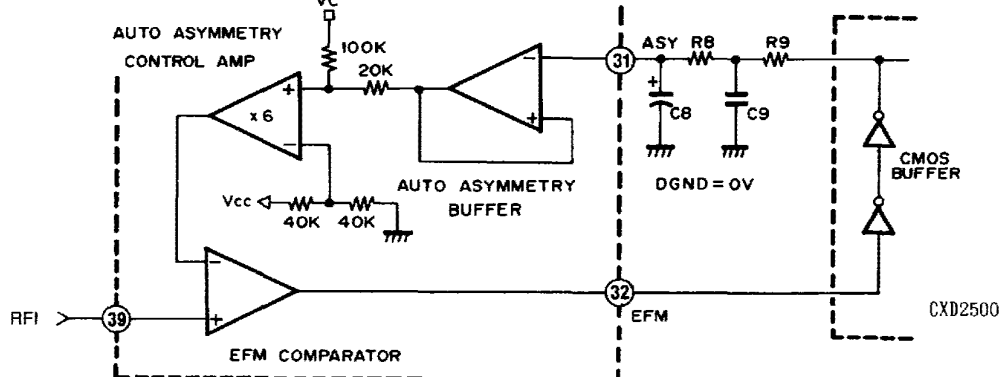 VC
AUTO ASYMMETRY
CONTROL AMP
100K
20K
+
x 6
−
−
+
31
ASY
R8
R9
+
C8
C9
DGND = 0V
CMOS
BUFFER
AUTO ASYMMETRY
BUFFER
Vcc
40K
40K
−
+
RFI
39
32
EFM
CXD2500
EFM COMPARATOR